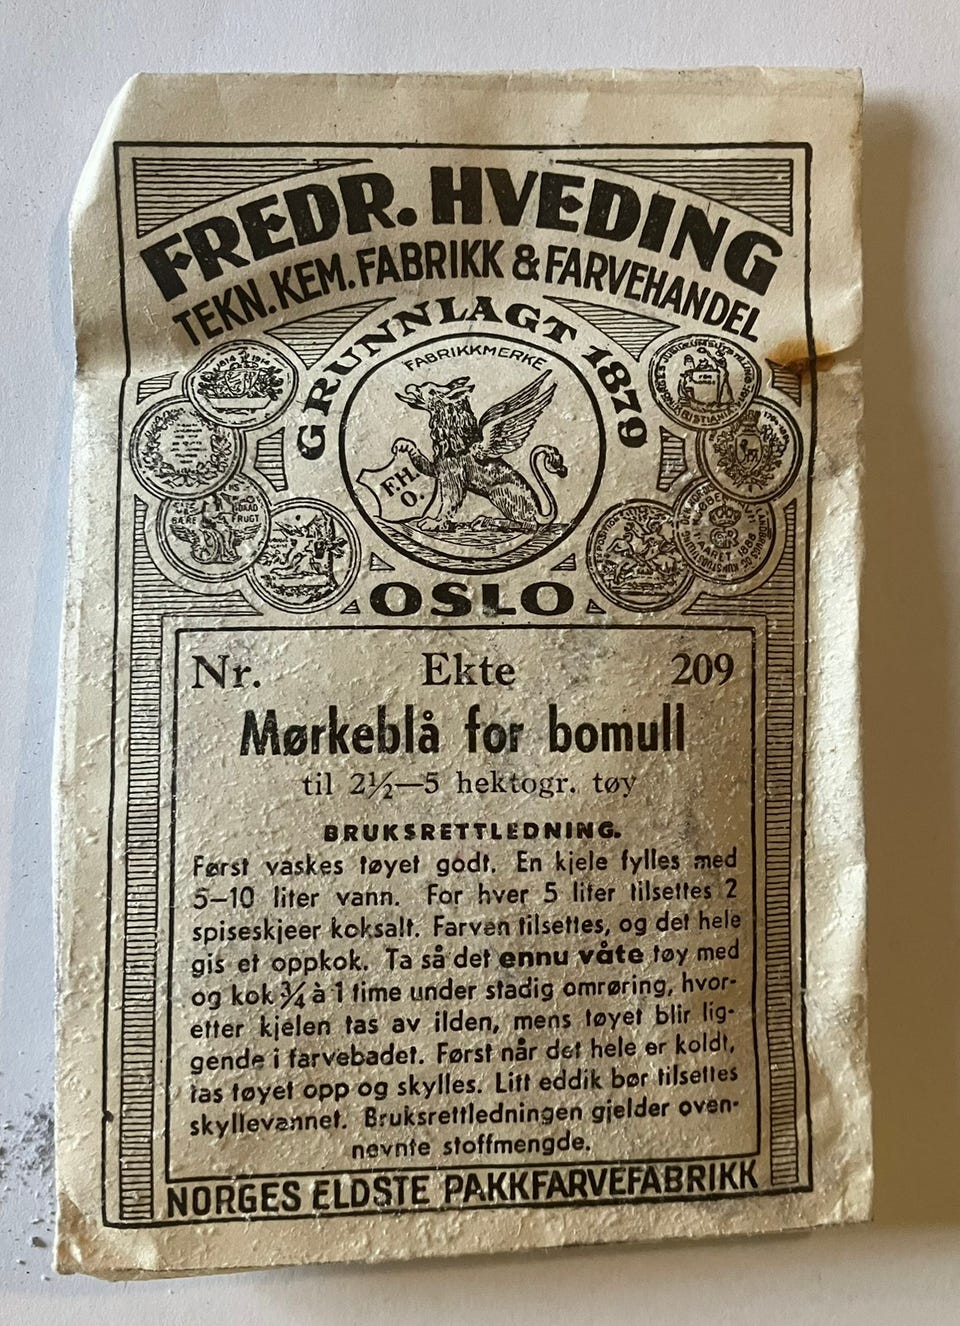 FREDR. HVEDING
TEKN. KEM. FABRIKK & FARVEHANDEL
GRUNNLAGT 1879
FABRIKKMERKE
F.H.
O.
1814 1914
BÆRE DAAD
FRUGT
OSLO
Nr. Ekte 209
Mørkeblå for bomull
til 2½—5 hektogr. tøy
BRUKSRETTLEDNING.
Først vaskes tøyet godt. En kjele fylles med
5–10 liter vann. For hver 5 liter tilsettes 2
spiseskjeer koksalt. Farven tilsettes, og det hele
gis et oppkok. Ta så det ennu våte tøy med
og kok ¾ à 1 time under stadig omrøring, hvor-
etter kjelen tas av ilden, mens tøyet blir lig-
gende i farvebadet. Først når det hele er koldt,
tas tøyet opp og skylles. Litt eddik bør tilsettes
skyllevannet. Bruksrettledningen gjelder oven-
nevnte stoffmengde.
NORGES ELDSTE PAKKFARVEFABRIKK